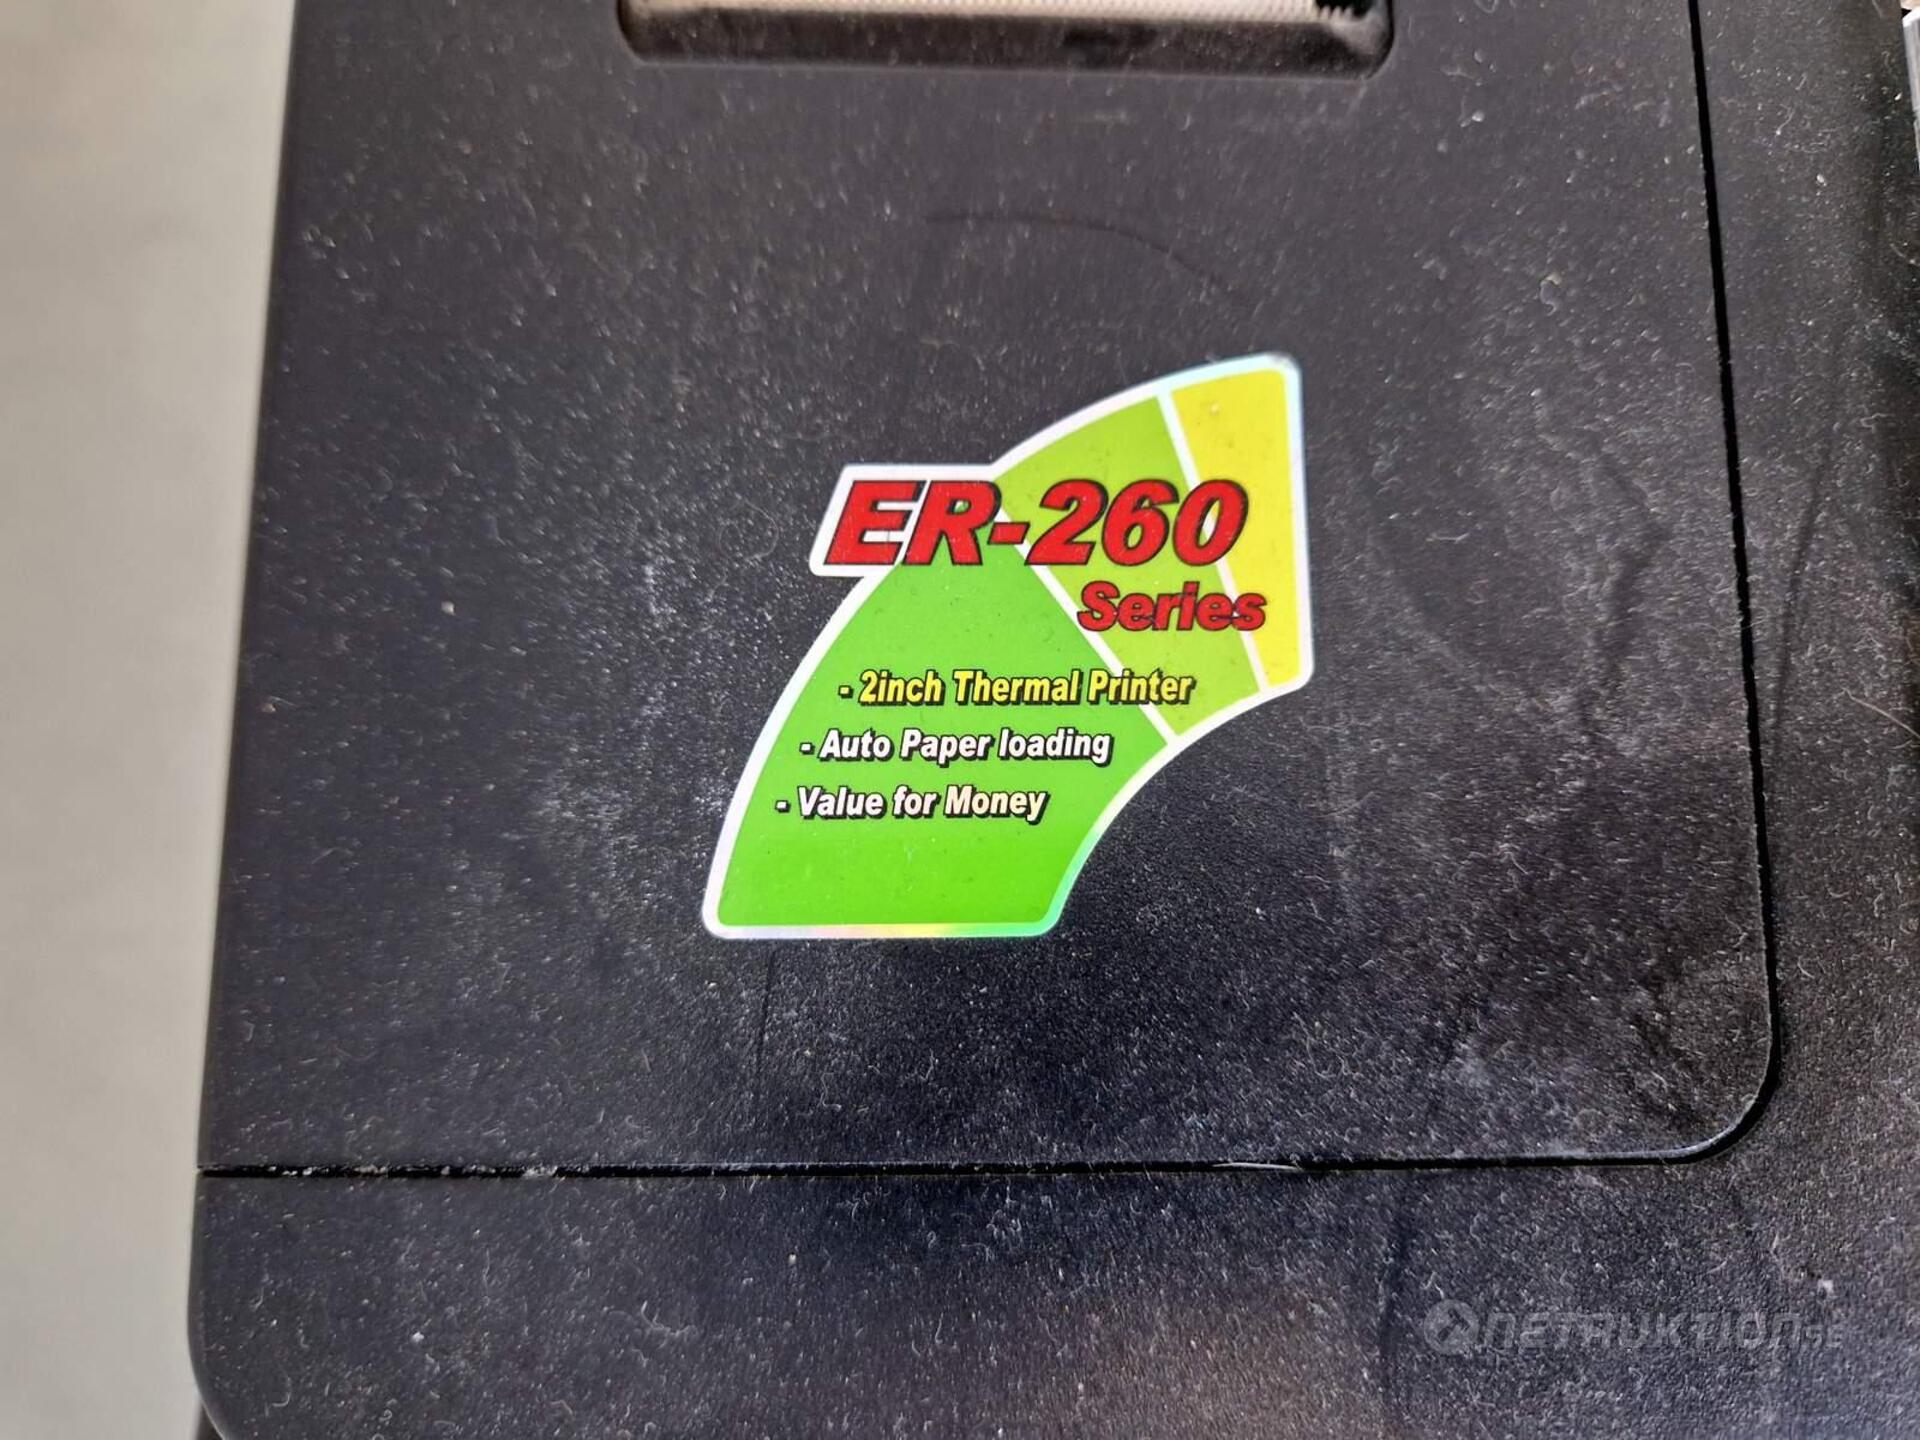 ER-260
Series
- 2inch Thermal Printer
- Auto Paper loading
- Value for Money
NETRUKTION.SE